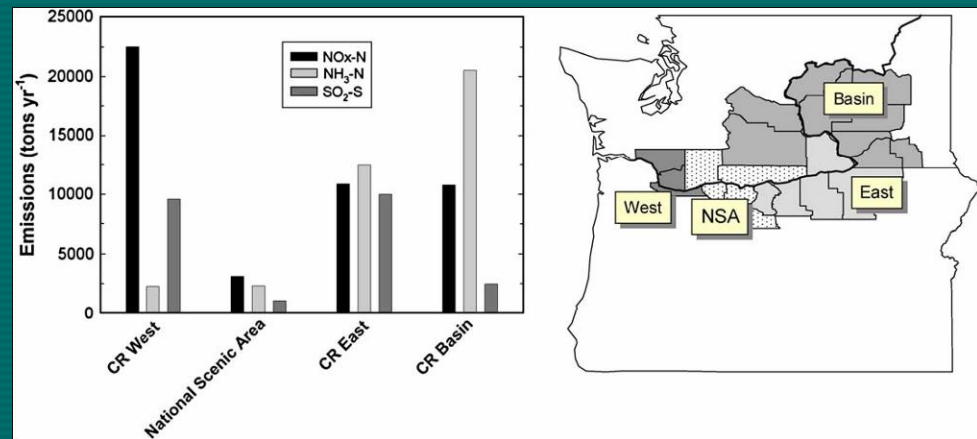 Emissions (tons yr⁻¹)
25000
20000
15000
10000
5000
0
NOx-N
NH₃-N
SO₂-S
CR West
National Scenic Area
CR East
CR Basin
Basin
East
West
NSA